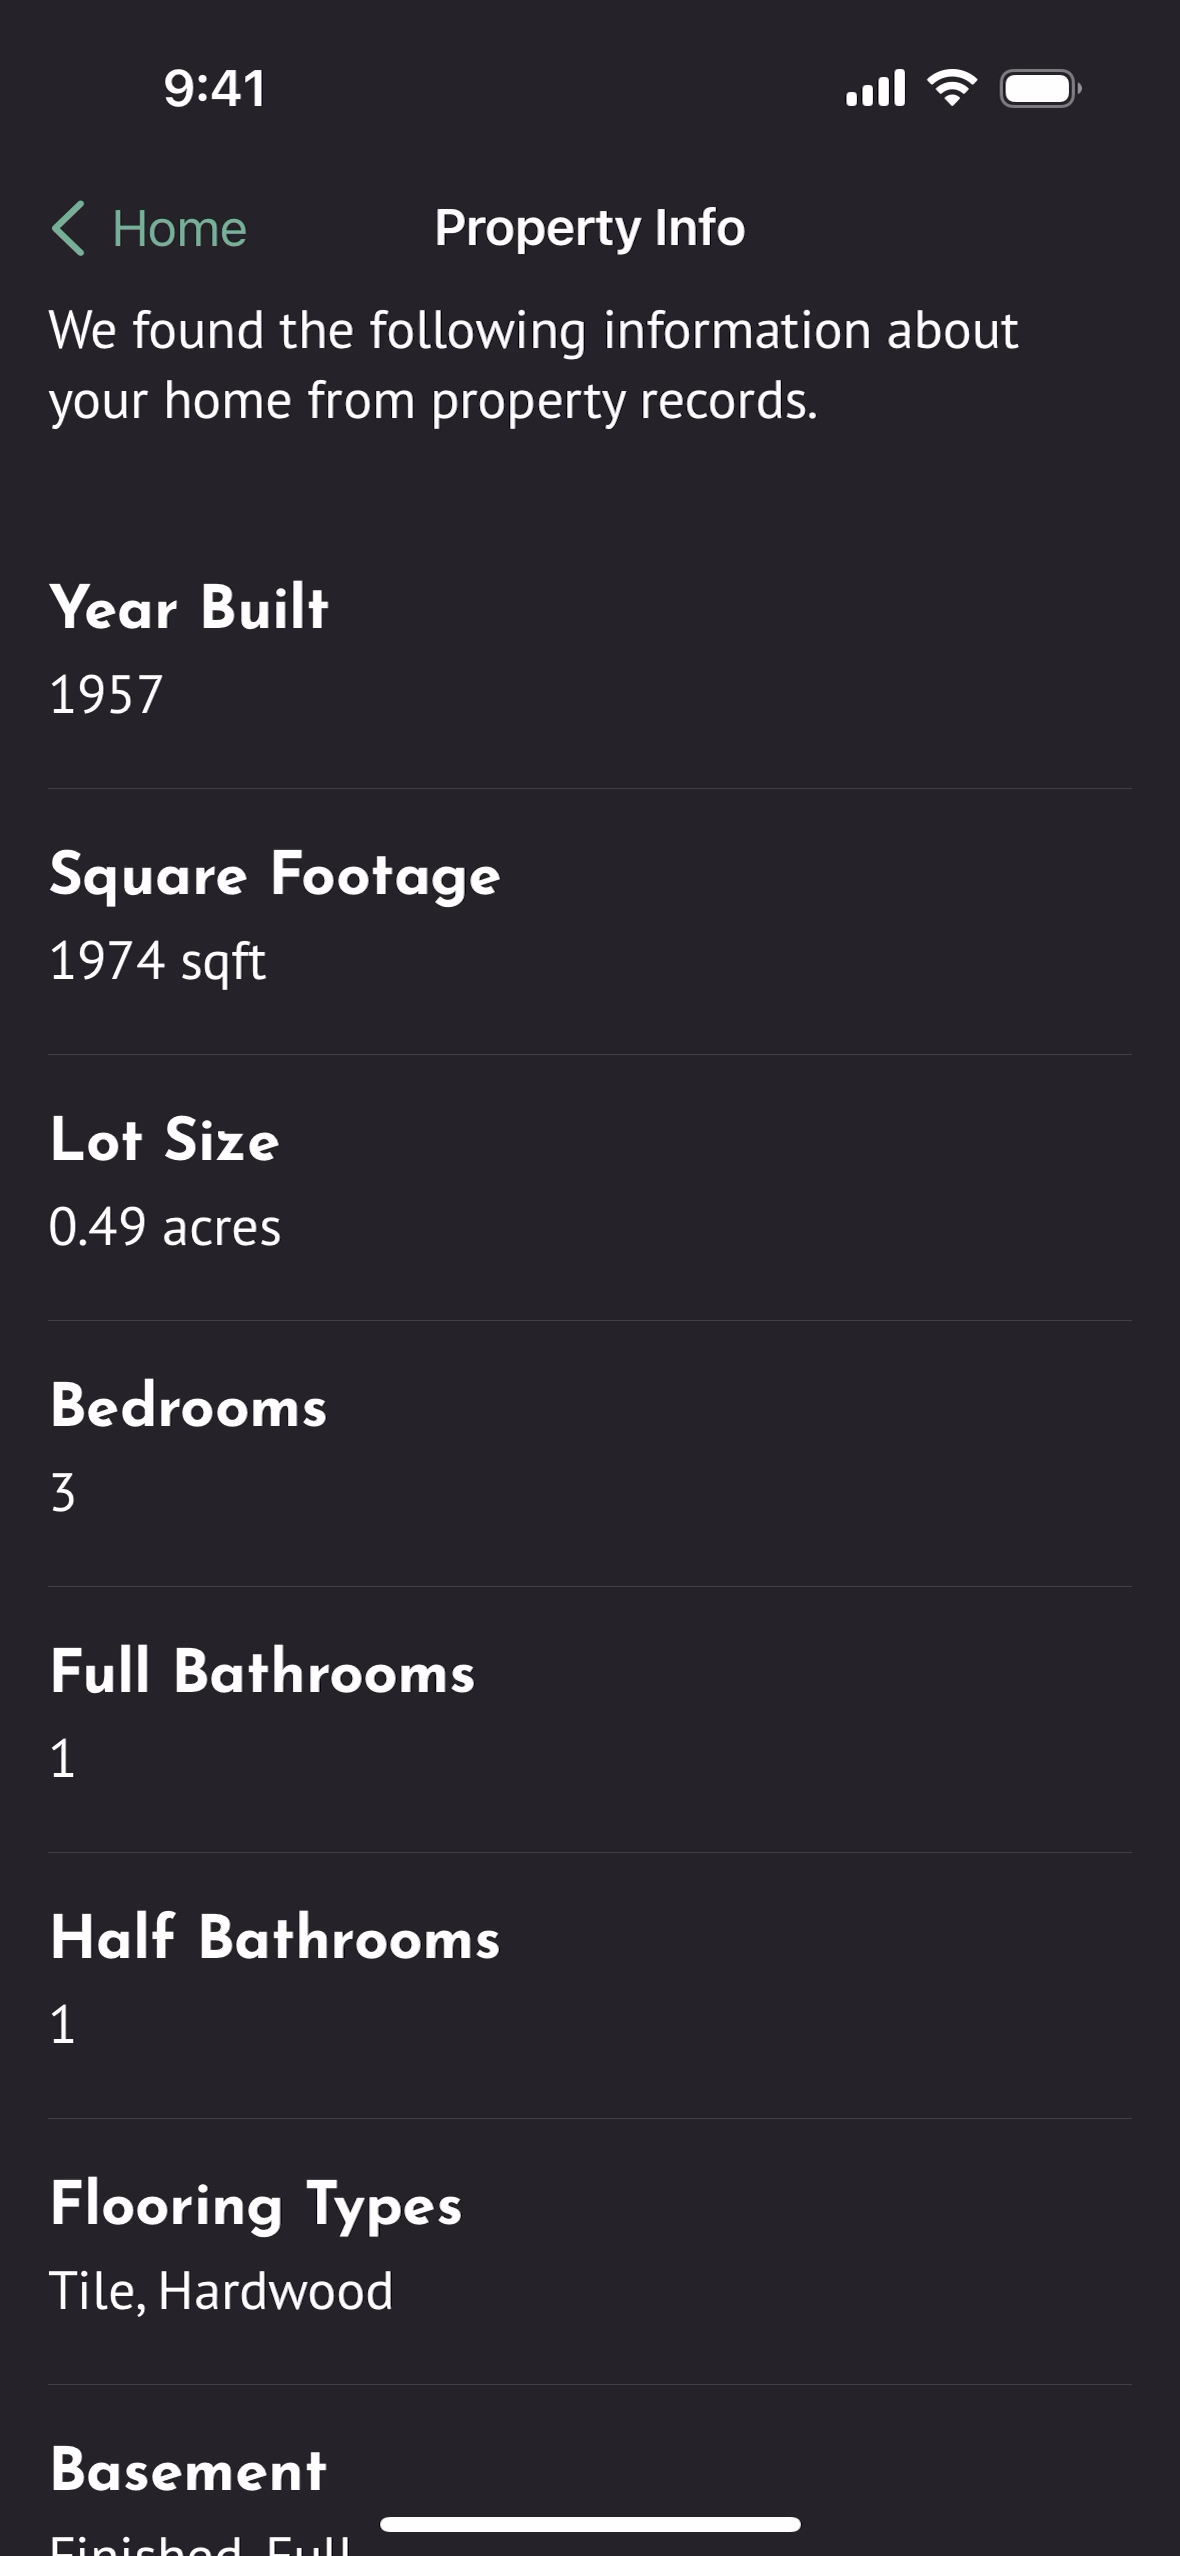 9:41
Home
Property Info
We found the following information about
your home from property records.
Year Built
1957
Square Footage
1974 sqft
Lot Size
0.49 acres
Bedrooms
3
Full Bathrooms
1
Half Bathrooms
1
Flooring Types
Tile, Hardwood
Basement
Finished, Full